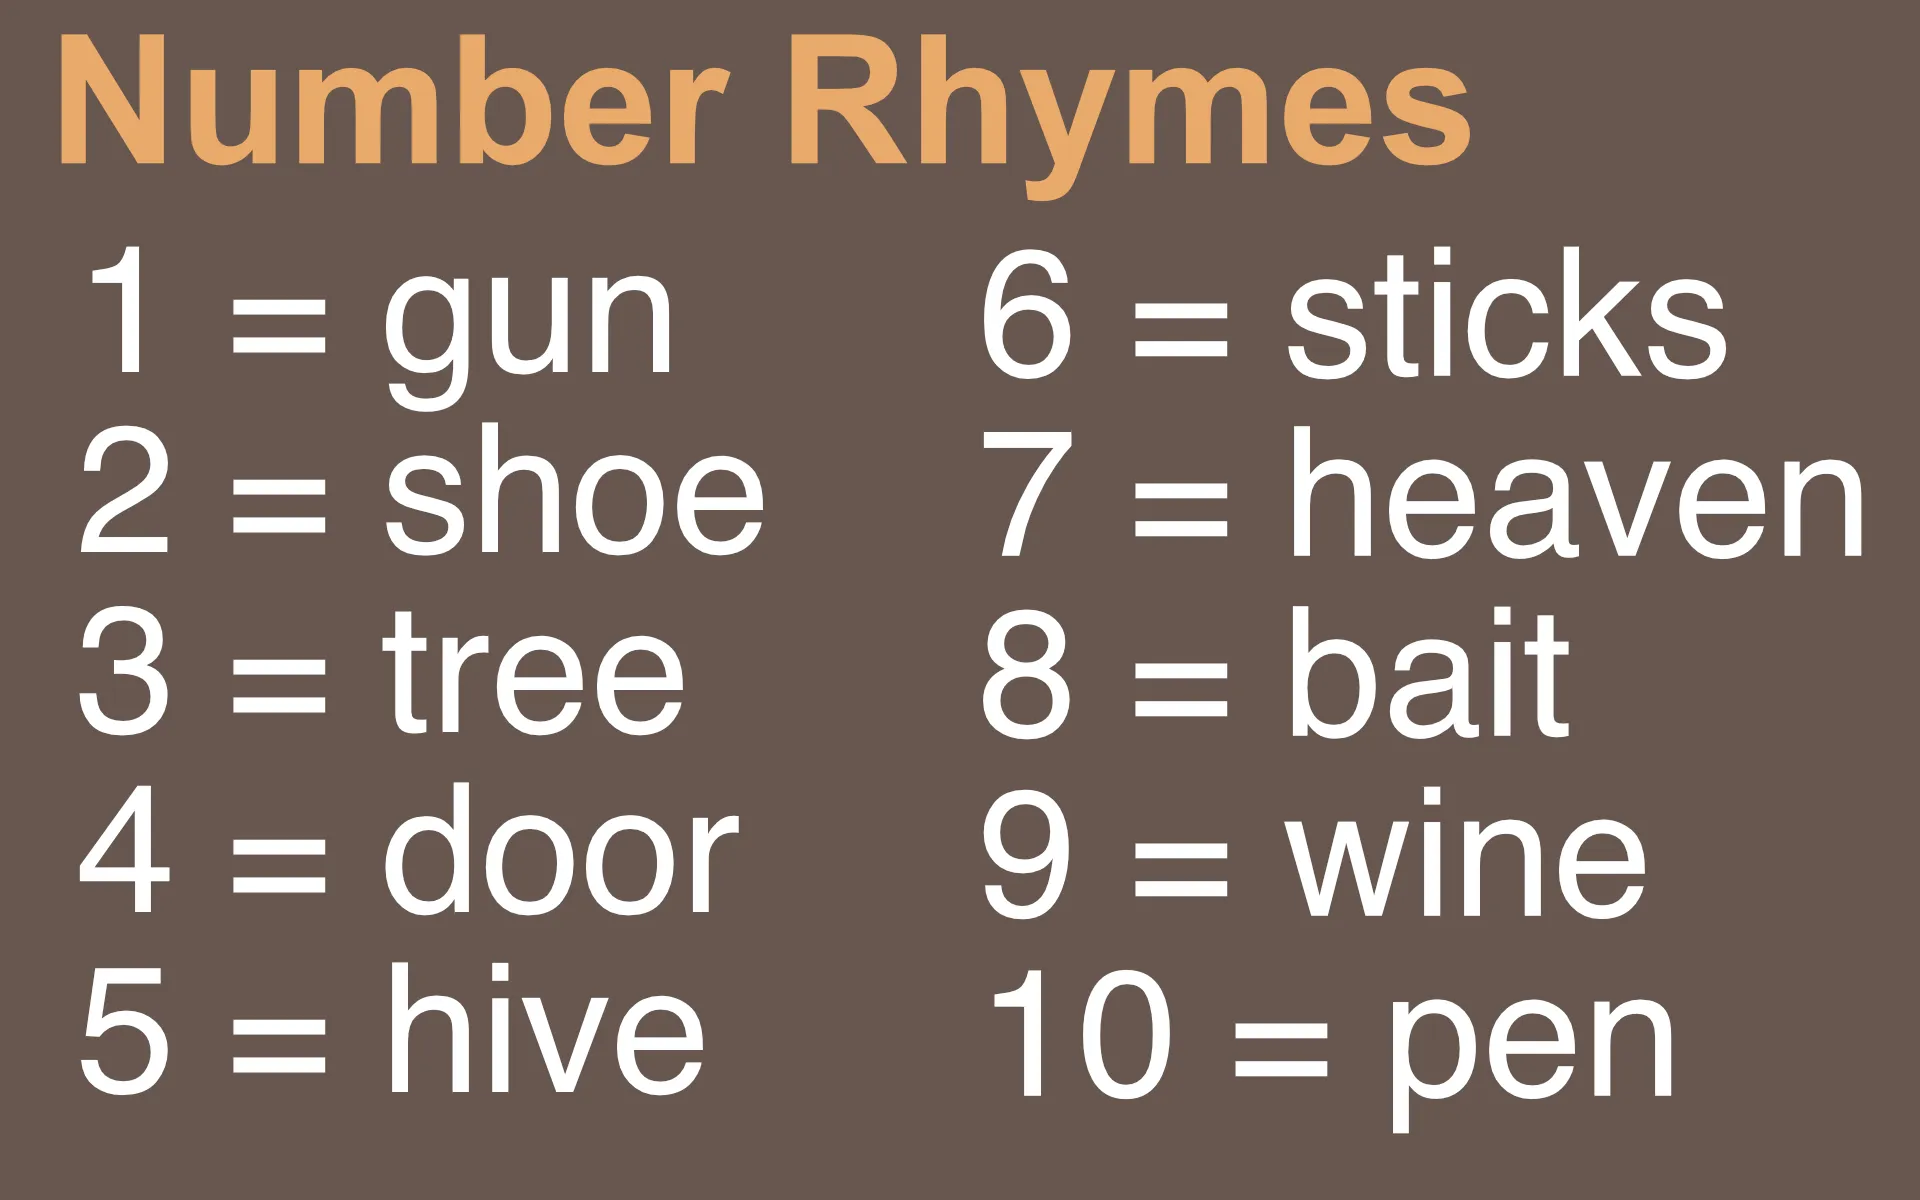 Number Rhymes
1 = gun
2 = shoe
3 = tree
4 = door
5 = hive
6 = sticks
7 = heaven
8 = bait
9 = wine
10 = pen